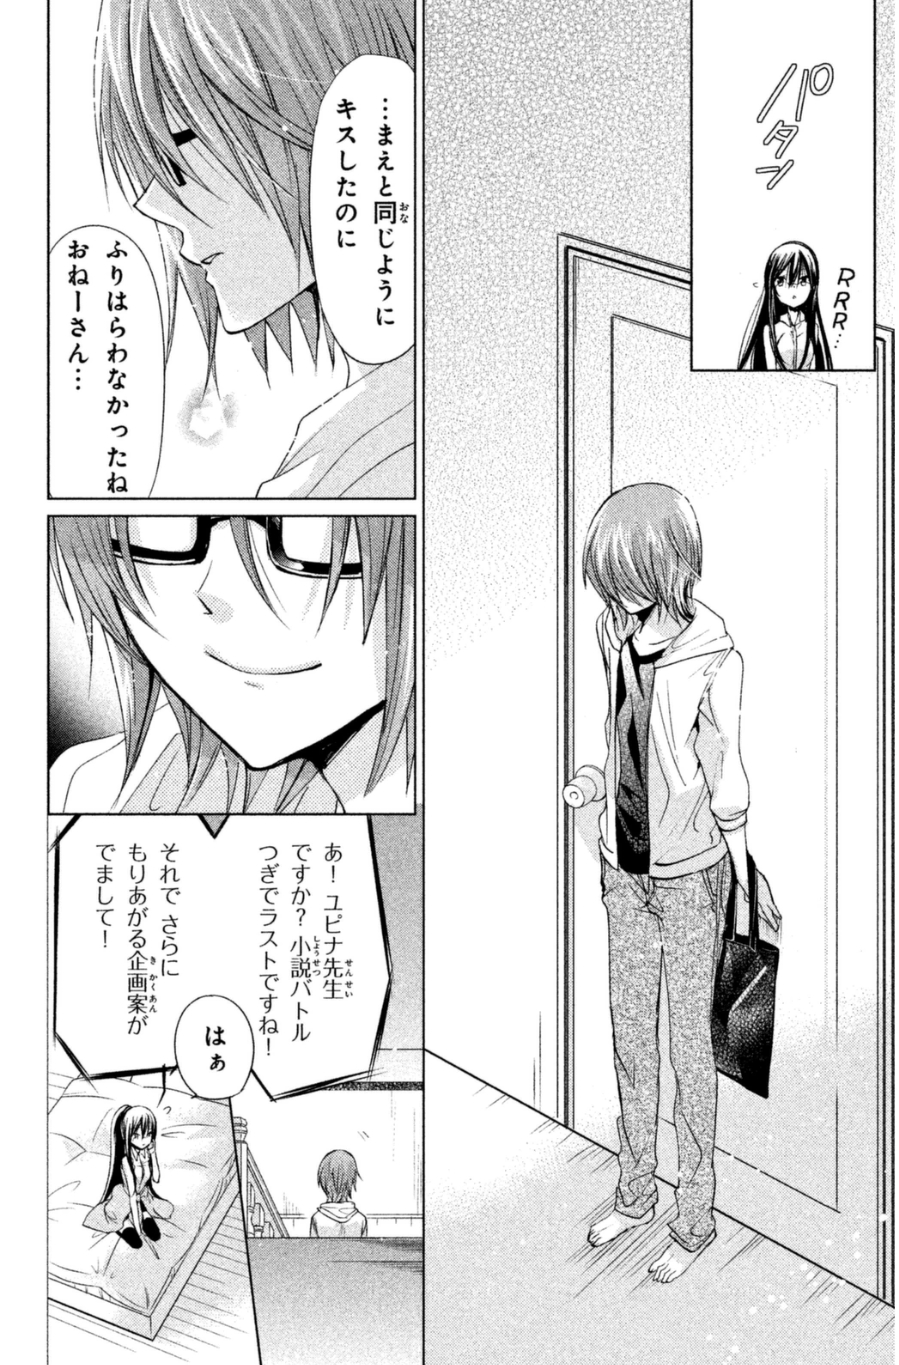 パタン
RRR…
…まえと同じように
キスしたのに
ふりはらわなかったね
おねーさん…
あ！ユピナ先生
ですか？小説バトル
つぎでラストですね！
それで さらに
もりあがる企画案が
でまして！
はぁ